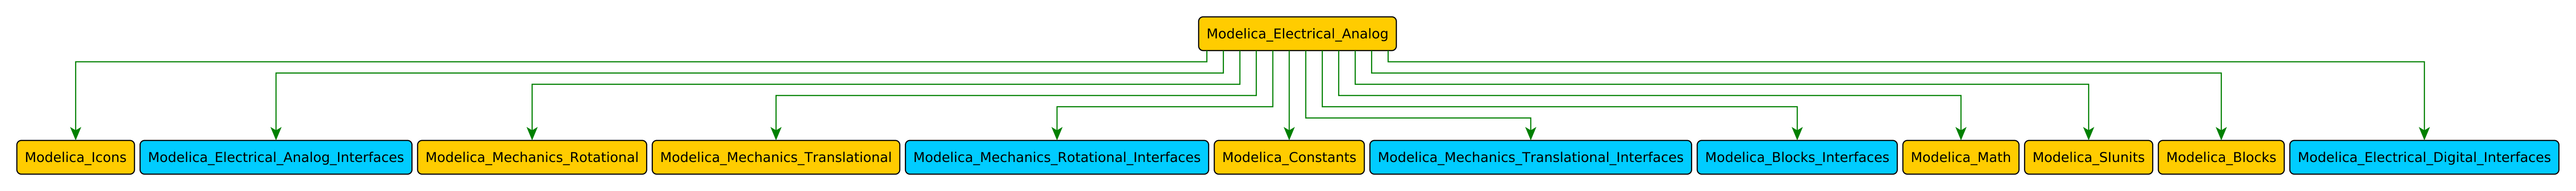 Modelica_Electrical_Analog
Modelica_Icons
Modelica_Electrical_Analog_Interfaces
Modelica_Mechanics_Rotational
Modelica_Mechanics_Translational
Modelica_Mechanics_Rotational_Interfaces
Modelica_Constants
Modelica_Mechanics_Translational_Interfaces
Modelica_Blocks_Interfaces
Modelica_Math
Modelica_SIunits
Modelica_Blocks
Modelica_Electrical_Digital_Interfaces